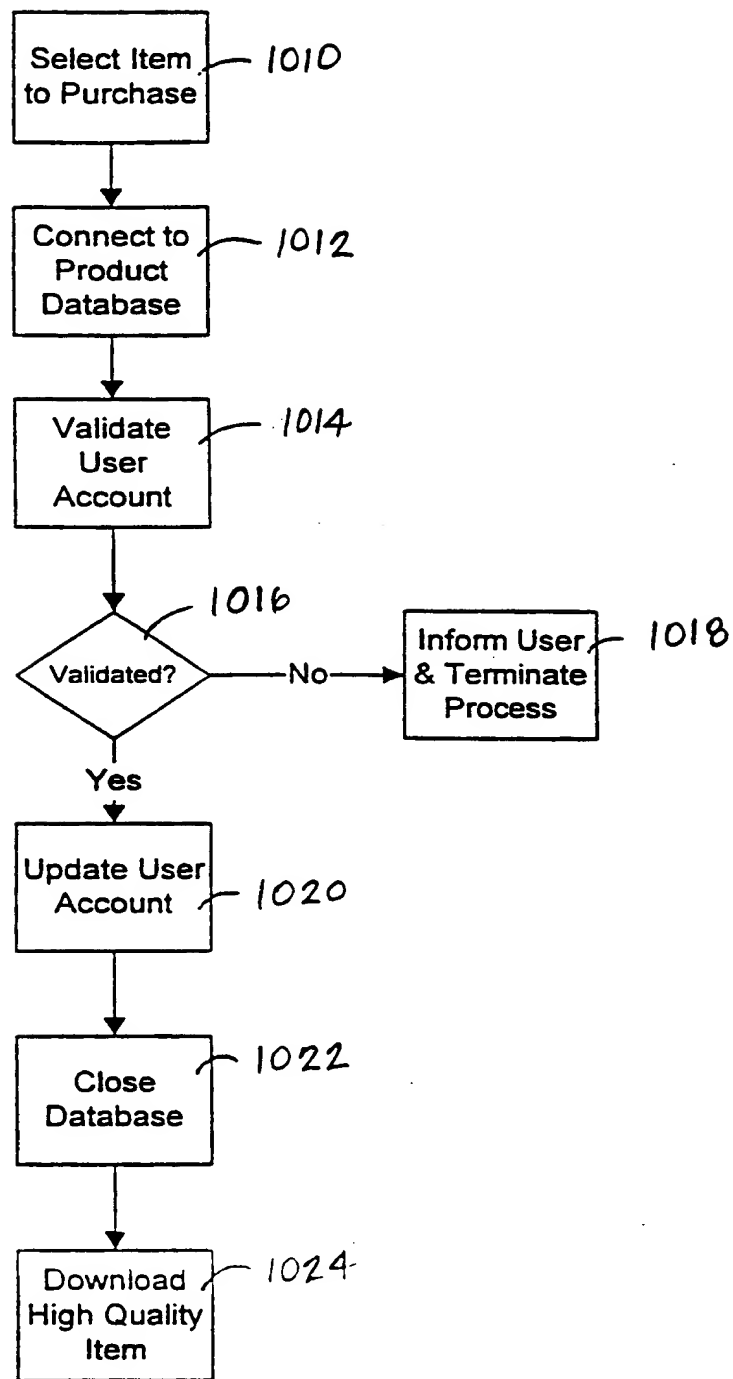 Select Item
to Purchase
1010
Connect to
Product
Database
1012
Validate
User
Account
1014
Validated?
1016
No
Inform User
& Terminate
Process
1018
Yes
Update User
Account
1020
Close
Database
1022
Download
High Quality
Item
1024